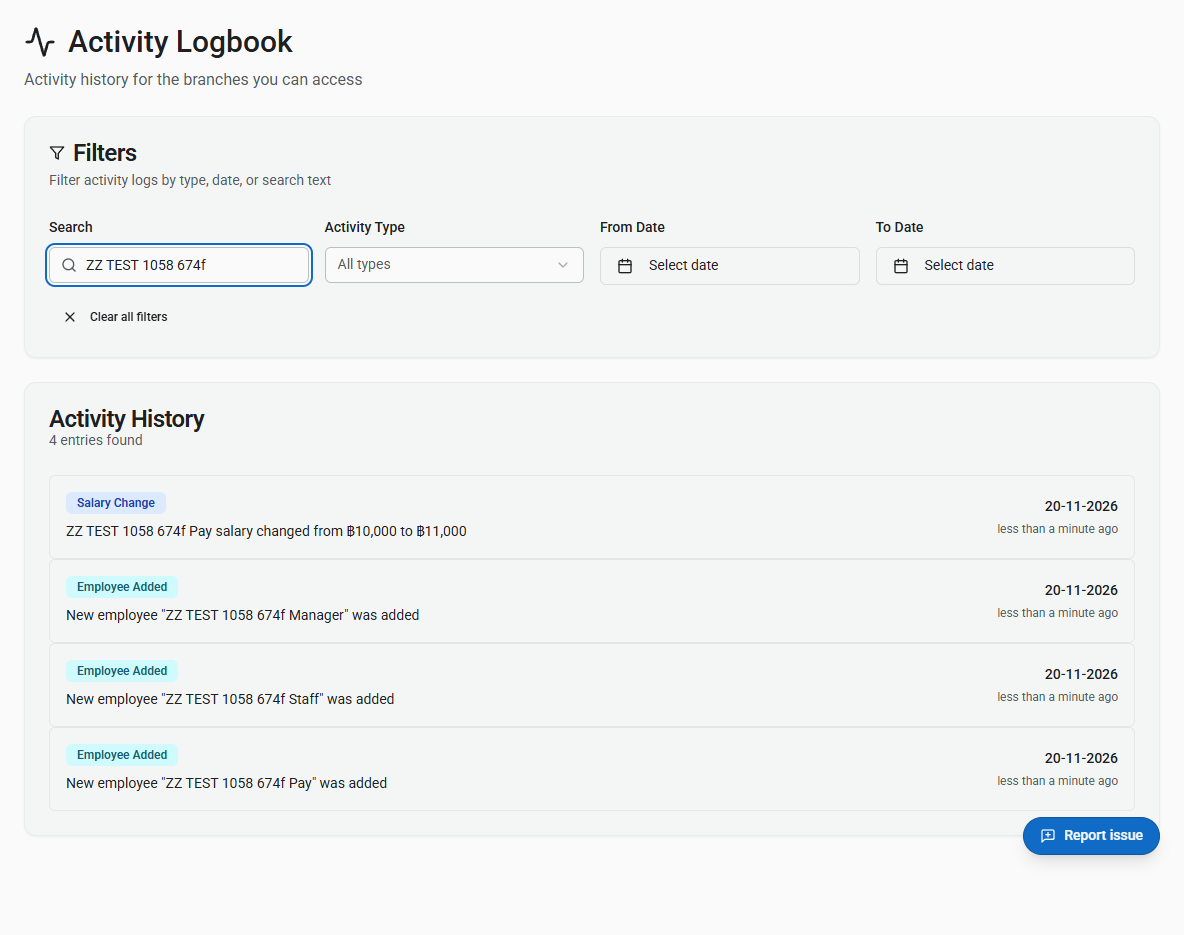 Activity Logbook
Activity history for the branches you can access
Filters
Filter activity logs by type, date, or search text
Search
Activity Type
From Date
To Date
ZZ TEST 1058 674f
All types
Select date
Select date
Clear all filters
Activity History
4 entries found
Salary Change
20-11-2026
ZZ TEST 1058 674f Pay salary changed from ฿10,000 to ฿11,000
less than a minute ago
Employee Added
20-11-2026
New employee "ZZ TEST 1058 674f Manager" was added
less than a minute ago
Employee Added
20-11-2026
New employee "ZZ TEST 1058 674f Staff" was added
less than a minute ago
Employee Added
20-11-2026
New employee "ZZ TEST 1058 674f Pay" was added
less than a minute ago
Report issue